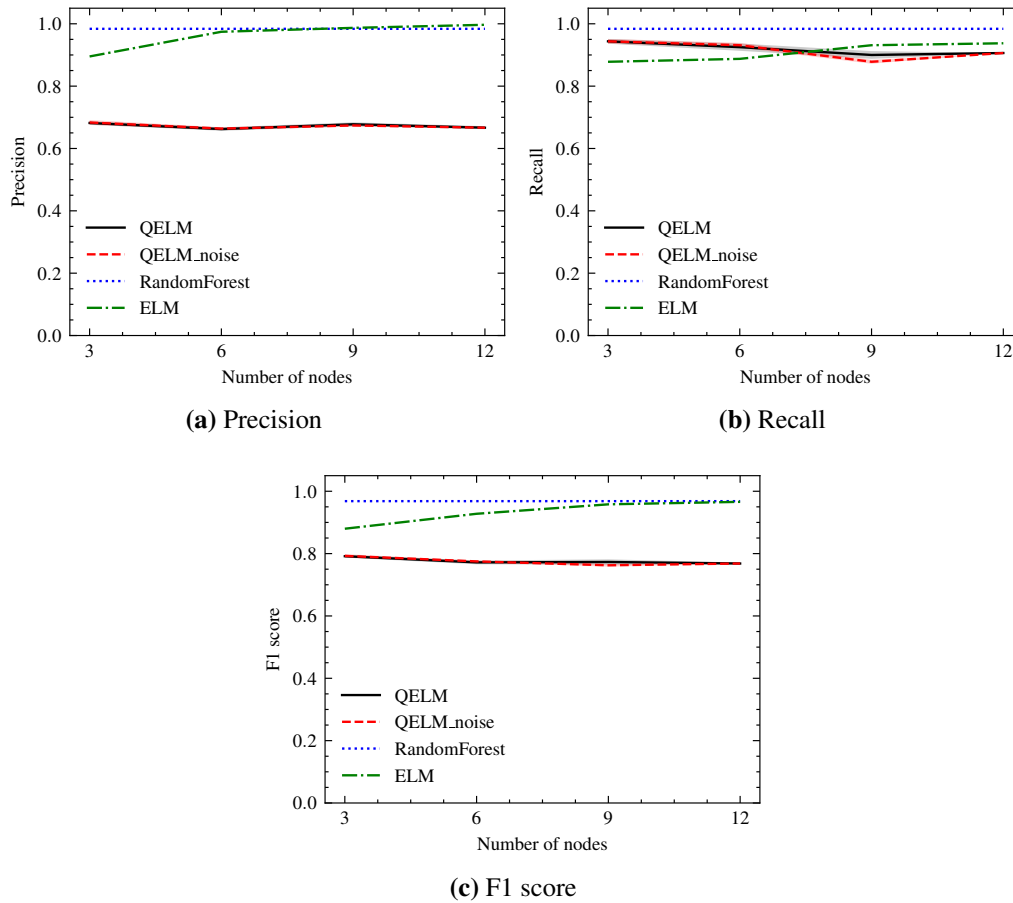 1.0
0.8
0.6
0.4
0.2
0.0
Precision
QELM
QELM_noise
RandomForest
ELM
3 6 9 12
Number of nodes
(a) Precision
1.0
0.8
0.6
0.4
0.2
0.0
Recall
QELM
QELM_noise
RandomForest
ELM
3 6 9 12
Number of nodes
(b) Recall
1.0
0.8
0.6
0.4
0.2
0.0
F1 score
QELM
QELM_noise
RandomForest
ELM
3 6 9 12
Number of nodes
(c) F1 score